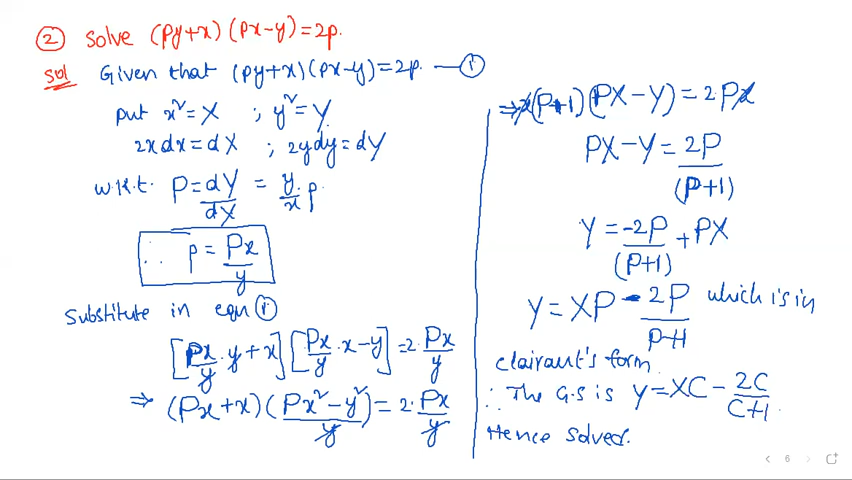 ② Solve (py+x)(px-y)=2p.
Sol Given that (py+x)(px-y)=2p. —①
put x²=X ; y²=Y
2xdx=dX ; 2ydy=dY
w.k.t. P=dY/dX = y/x p.
∴ p = Px/y
Substitute in eqn ①
[Px/y · y+x] [Px/y · x-y]=2·Px/y
⇒ (Px+x)(Px²-y²/y)=2·Px/y
⇒ x(P+1)(PX-Y)=2Px
PX-Y=2P/(P+1)
Y=-2P/(P+1)+PX
Y=XP-2P/P+1 which is in
clairaut's form.
∴ The G.S is Y=XC-2C/C+1.
Hence solved.
6